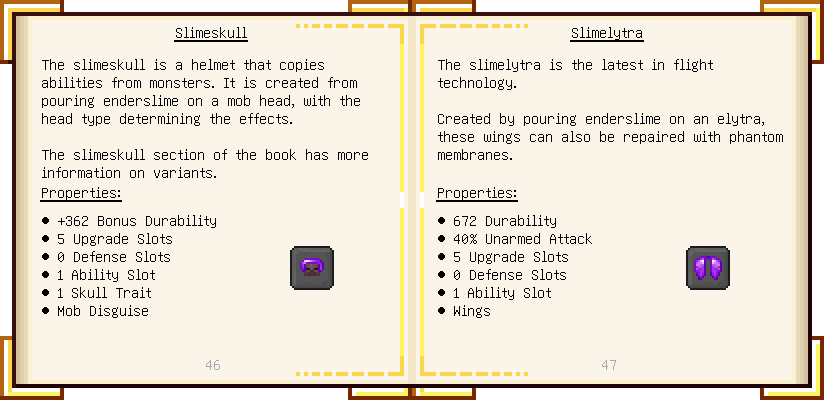 Slimeskull
The slimeskull is a helmet that copies
abilities from monsters. It is created from
pouring enderslime on a mob head, with the
head type determining the effects.
The slimeskull section of the book has more
information on variants.
Properties:
● +362 Bonus Durability
● 5 Upgrade Slots
● 0 Defense Slots
● 1 Ability Slot
● 1 Skull Trait
● Mob Disguise
46
Slimelytra
The slimelytra is the latest in flight
technology.
Created by pouring enderslime on an elytra,
these wings can also be repaired with phantom
membranes.
Properties:
● 672 Durability
● 40% Unarmed Attack
● 5 Upgrade Slots
● 0 Defense Slots
● 1 Ability Slot
● Wings
47